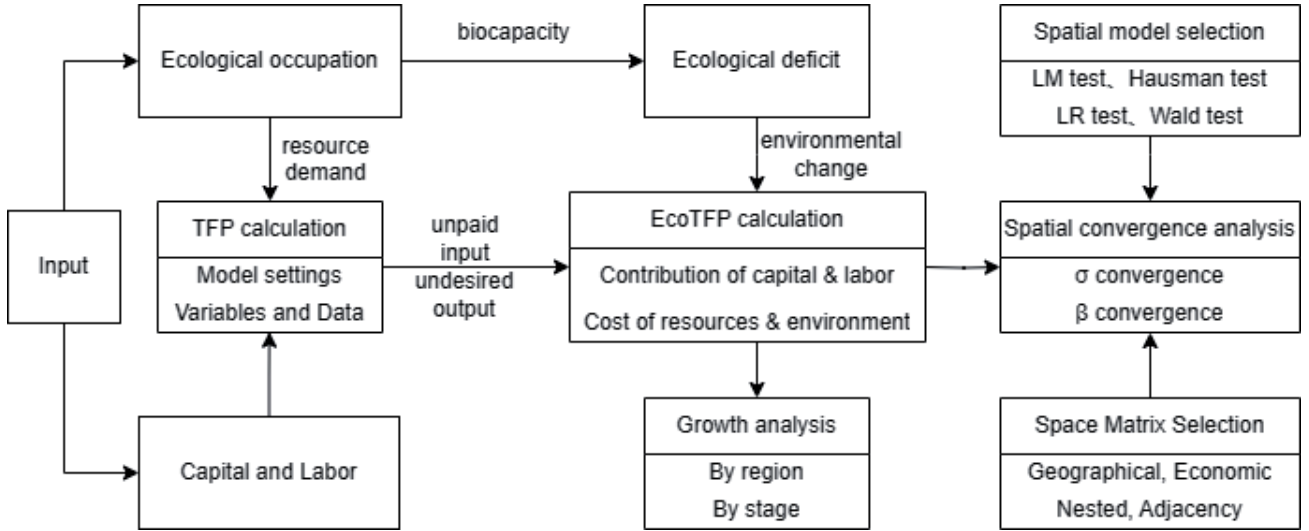 Input
Ecological occupation
biocapacity
Ecological deficit
resource
demand
environmental
change
TFP calculation
Model settings
Variables and Data
unpaid
input
undesired
output
EcoTFP calculation
Contribution of capital & labor
Cost of resources & environment
Capital and Labor
Growth analysis
By region
By stage
Spatial model selection
LM test、Hausman test
LR test、Wald test
Spatial convergence analysis
σ convergence
β convergence
Space Matrix Selection
Geographical, Economic
Nested, Adjacency